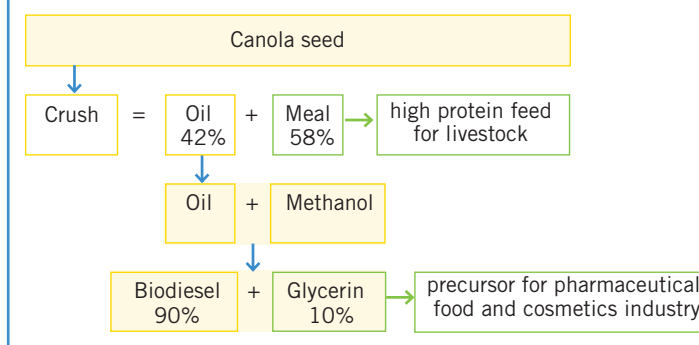 Canola seed
Crush = Oil + Meal high protein feed
42% 58% for livestock
Oil + Methanol
Biodiesel + Glycerin precursor for pharmaceutical
90% 10% food and cosmetics industry